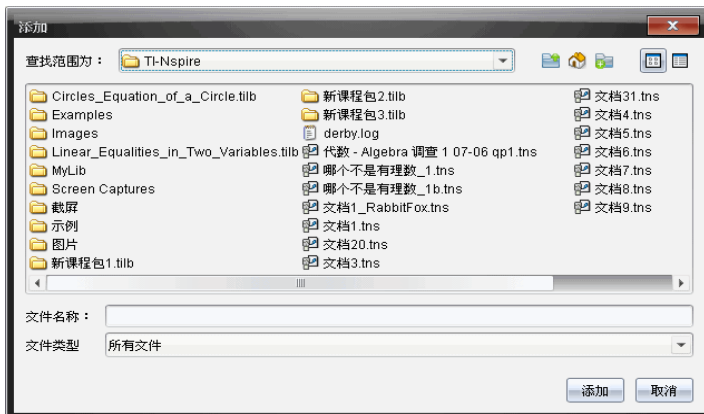 添加
查找范围为： TI-Nspire
Circles_Equation_of_a_Circle.tilb
Examples
Images
Linear_Equalities_in_Two_Variables.tilb
MyLib
Screen Captures
截屏
示例
图片
新课程包1.tilb
新课程包2.tilb
新课程包3.tilb
derby.log
代数 - Algebra 调查 1 07-06 qp1.tns
哪个不是有理数_1.tns
哪个不是有理数_1b.tns
文档1_RabbitFox.tns
文档1.tns
文档20.tns
文档3.tns
文档31.tns
文档4.tns
文档5.tns
文档6.tns
文档7.tns
文档8.tns
文档9.tns
文件名称：
文件类型 所有文件
添加 取消